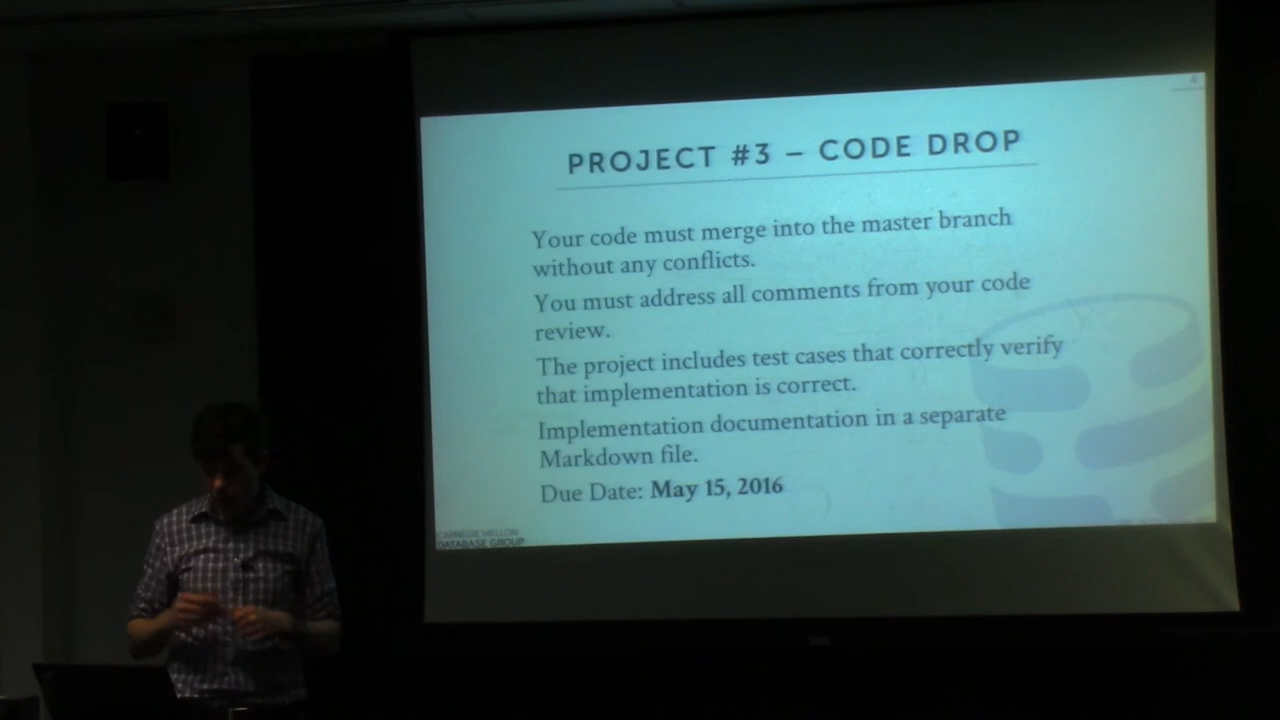 4
PROJECT #3 – CODE DROP
Your code must merge into the master branch
without any conflicts.
You must address all comments from your code
review.
The project includes test cases that correctly verify
that implementation is correct.
Implementation documentation in a separate
Markdown file.
Due Date: May 15, 2016
CARNEGIE MELLON
DATABASE GROUP